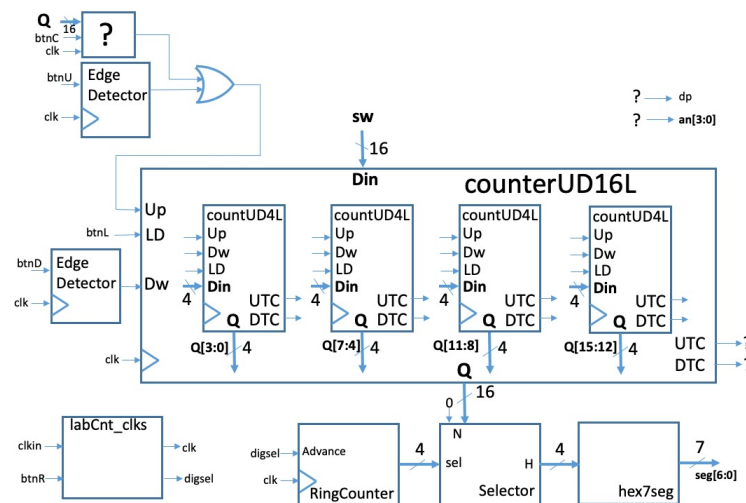 Q
16
btnC
clk
?
btnU
clk
Edge
Detector
? dp
? an[3:0]
sw
16
Din
counterUD16L
Up
btnL LD
btnD
clk
Edge
Detector
Dw
clk
countUD4L
Up
Dw
LD
Din
4
UTC
DTC
Q
Q[3:0] 4
countUD4L
Up
Dw
LD
Din
4
UTC
DTC
Q
Q[7:4] 4
countUD4L
Up
Dw
LD
Din
4
UTC
DTC
Q
Q[11:8] 4
countUD4L
Up
Dw
LD
Din
4
UTC
DTC
Q
Q[15:12] 4
UTC ?
DTC ?
Q
16
0
labCnt_clks
clkin clk
btnR digsel
digsel Advance
clk
RingCounter
4
N
sel H
Selector
4
hex7seg
7
seg[6:0]